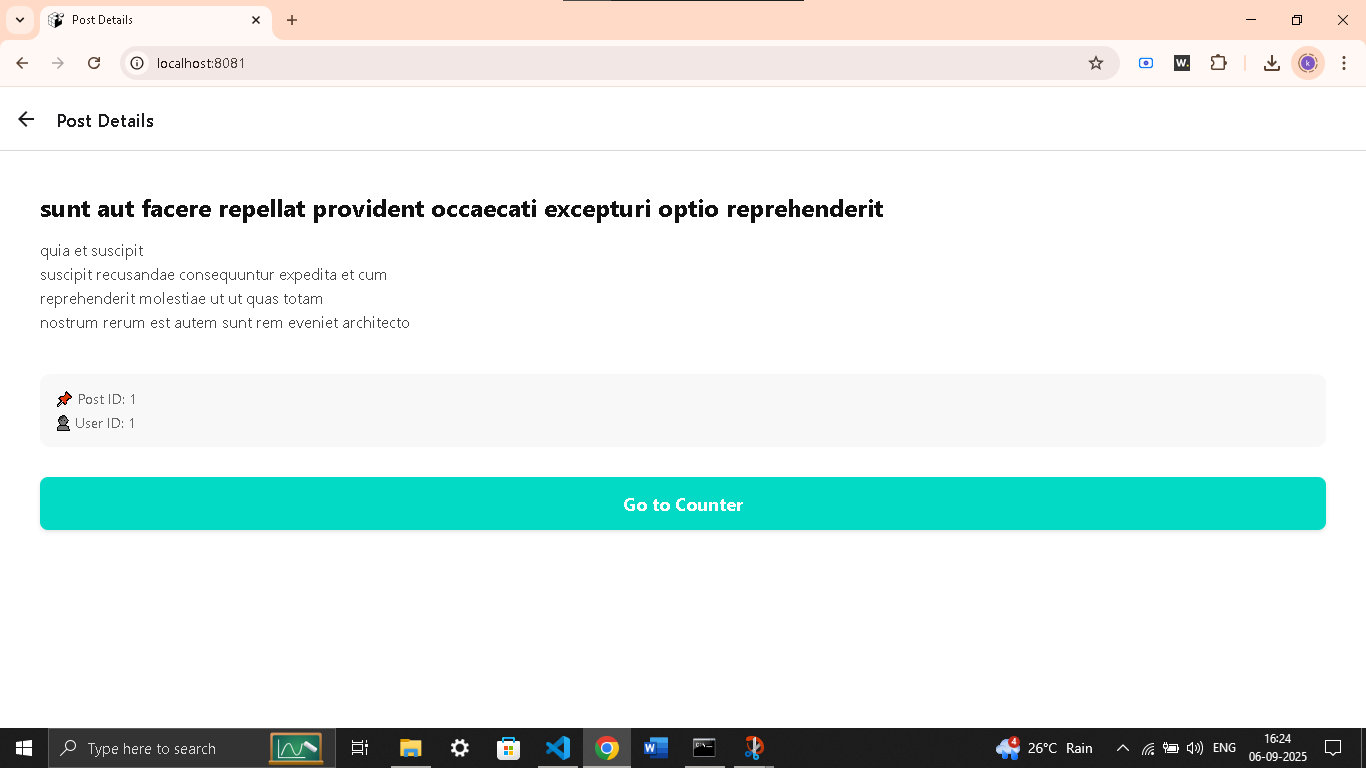 Post Details
localhost:8081
W.
k
Post Details
sunt aut facere repellat provident occaecati excepturi optio reprehenderit
quia et suscipit
suscipit recusandae consequuntur expedita et cum
reprehenderit molestiae ut ut quas totam
nostrum rerum est autem sunt rem eveniet architecto
📌 Post ID: 1
👤 User ID: 1
Go to Counter
Type here to search
W
4
26°C Rain
ENG
16:24
06-09-2025